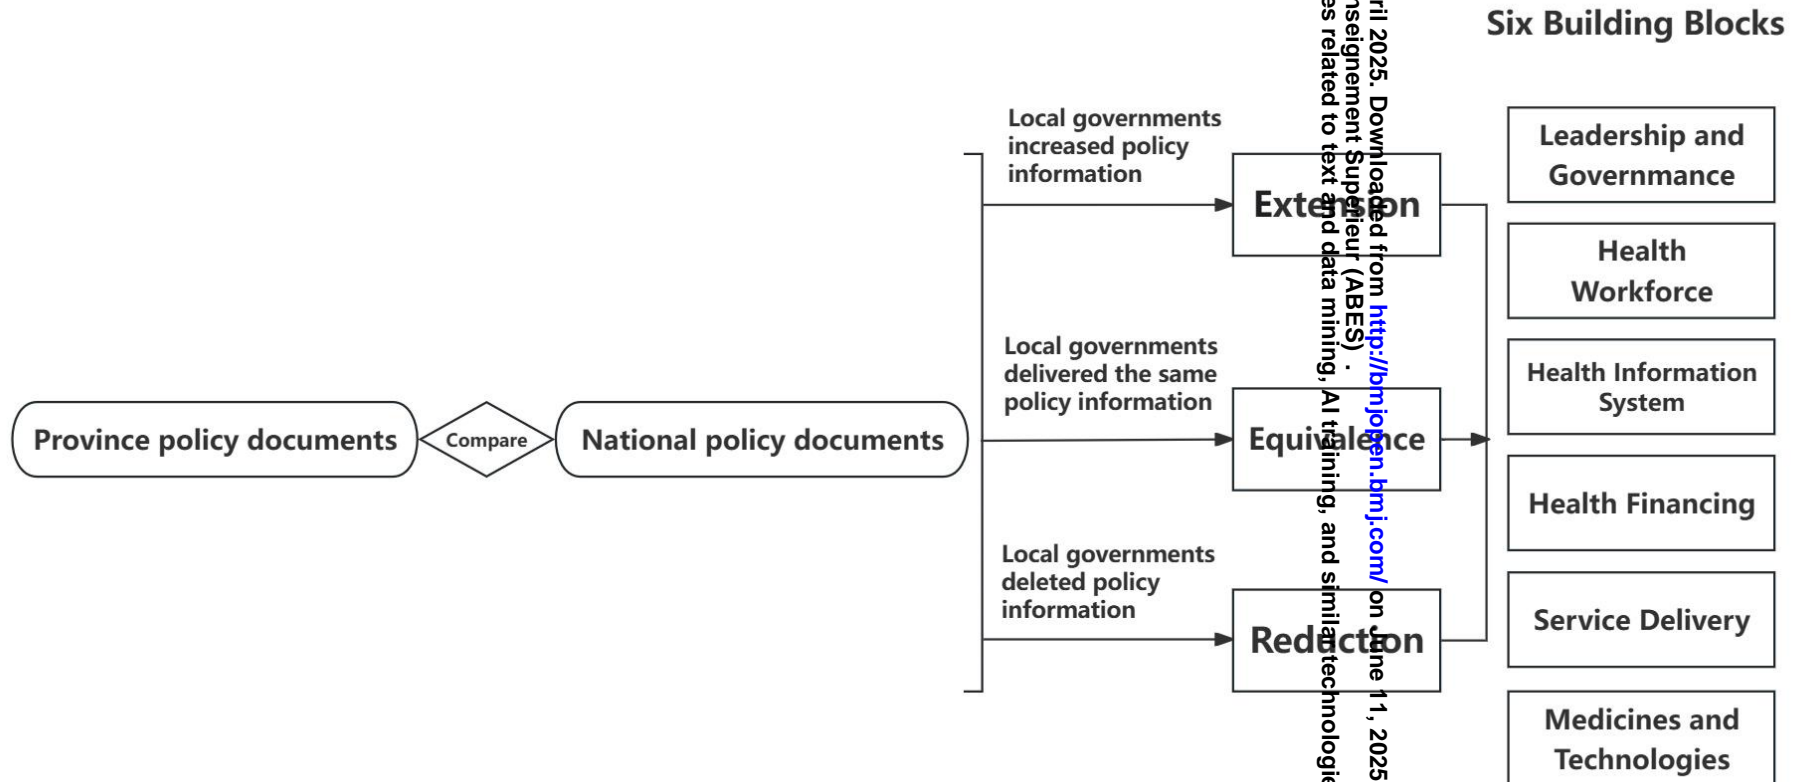 Six Building Blocks
Local governments
increased policy
information
Extension
Local governments
delivered the same
policy information
Province policy documents
Compare
National policy documents
Equivalence
Local governments
deleted policy
information
Reduction
Leadership and
Governmance
Health
Workforce
Health Information
System
Health Financing
Service Delivery
Medicines and
Technologies
ril 2025. Downloaded from http://bmjopen.bmj.com/ on June 11, 2025
nseignement Superieur (ABES) .
es related to text and data mining, AI training, and similar technologie